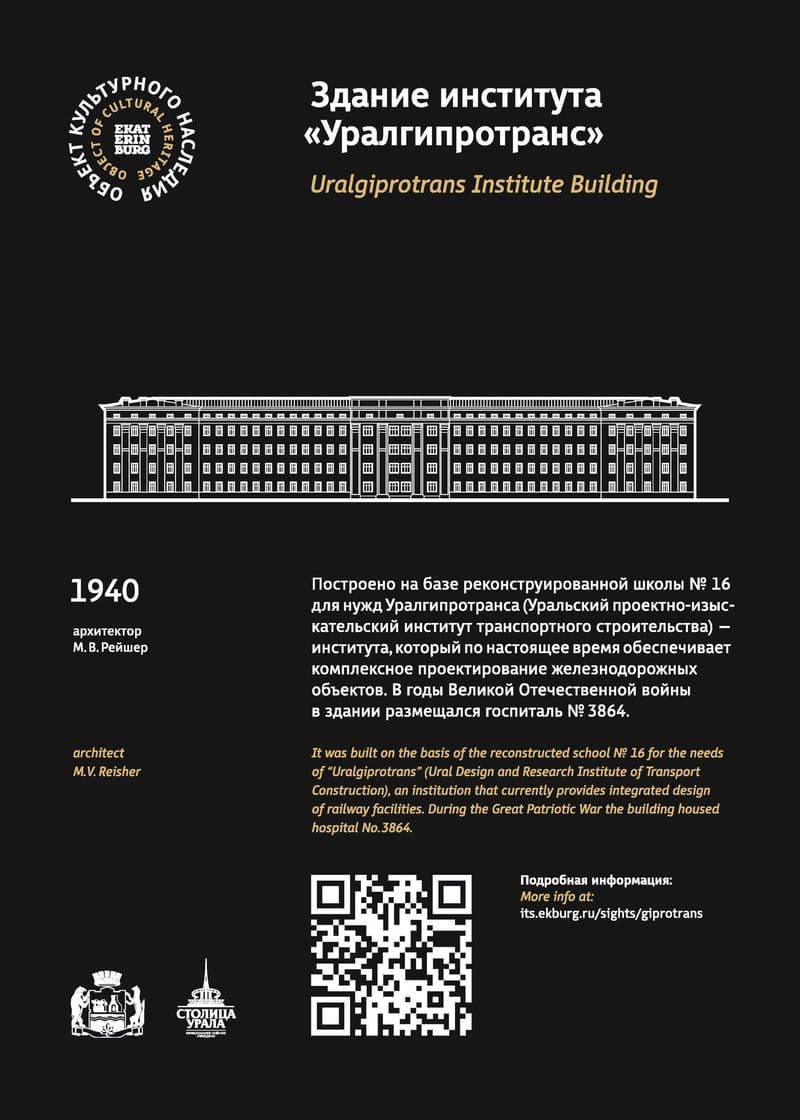 ОБЪЕКТ КУЛЬТУРНОГО НАСЛЕДИЯ
OBJECT OF CULTURAL HERITAGE
EKAT
ERIN
BURG
Здание института
«Уралгипротранс»
Uralgiprotrans Institute Building
1940
архитектор
М. В. Рейшер
Построено на базе реконструированной школы № 16
для нужд Уралгипротранса (Уральский проектно-изыс-
кательский институт транспортного строительства) —
института, который по настоящее время обеспечивает
комплексное проектирование железнодорожных
объектов. В годы Великой Отечественной войны
в здании размещался госпиталь № 3864.
architect
M.V. Reisher
It was built on the basis of the reconstructed school № 16 for the needs
of “Uralgiprotrans” (Ural Design and Research Institute of Transport
Construction), an institution that currently provides integrated design
of railway facilities. During the Great Patriotic War the building housed
hospital No.3864.
Подробная информация:
More info at:
its.ekburg.ru/sights/giprotrans
СТОЛИЦА
УРАЛА